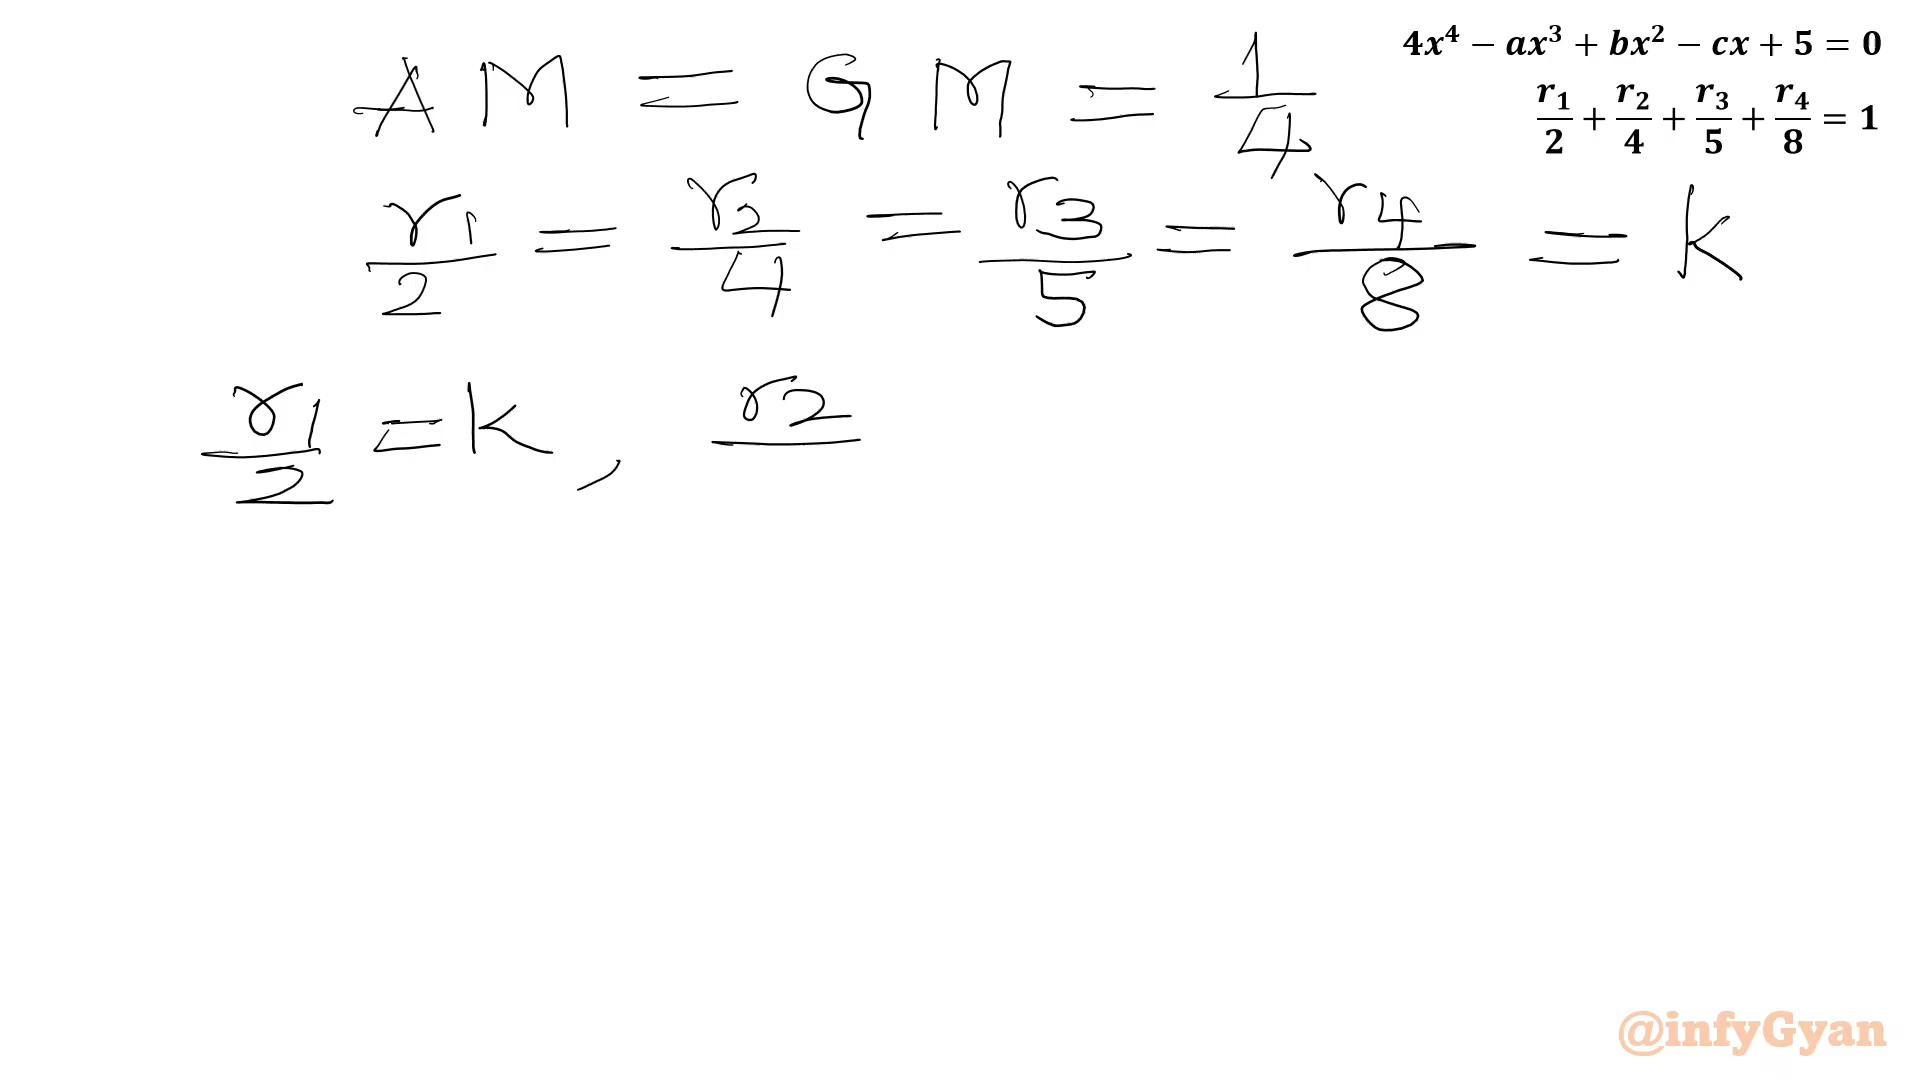 4x⁴ − ax³ + bx² − cx + 5 = 0
r₁/2 + r₂/4 + r₃/5 + r₄/8 = 1
AM = GM = 1/4
r₁/2 = r₂/4 = r₃/5 = r₄/8 = k
r₁/2 = k , r₂/
@infyGyan